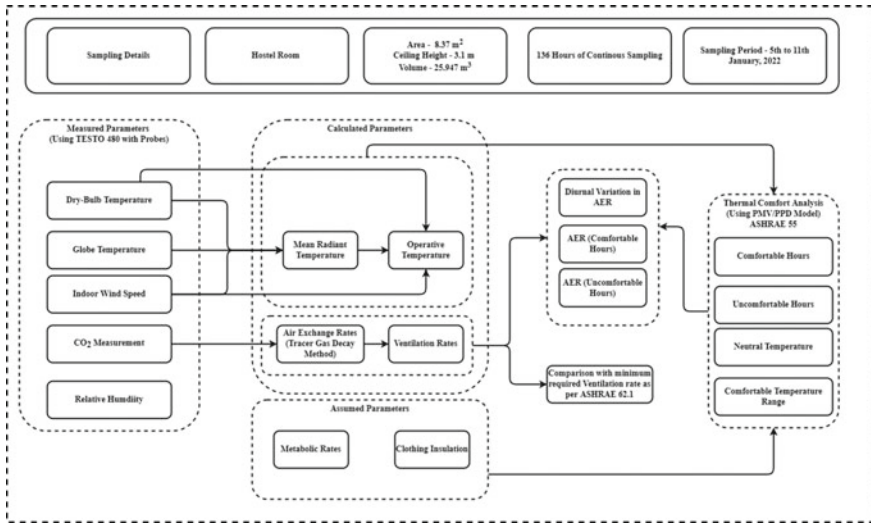 Sampling Details
Hostel Room
Area - 8.37 m²
Ceiling Height - 3.1 m
Volume - 25.947 m³
136 Hours of Continous Sampling
Sampling Period - 5th to 11th
January, 2022
Measured Parameters
(Using TESTO 480 with Probes)
Dry-Bulb Temperature
Globe Temperature
Indoor Wind Speed
CO₂ Measurement
Relative Humdiity
Calculated Parameters
Mean Radiant
Temperature
Operative
Temperature
Air Exchange Rates
(Tracer Gas Decay
Method)
Ventilation Rates
Assumed Parameters
Metabolic Rates
Clothing Insulation
Diurnal Variation in
AER
AER (Comfortable
Hours)
AER (Uncomfortable
Hours)
Comparison with minimum
required Ventilation rate as
per ASHRAE 62.1
Thermal Comfort Analysis
(Using PMV/PPD Model)
ASHRAE 55
Comfortable Hours
Uncomfortable Hours
Neutral Temperature
Comfortable Temperature
Range